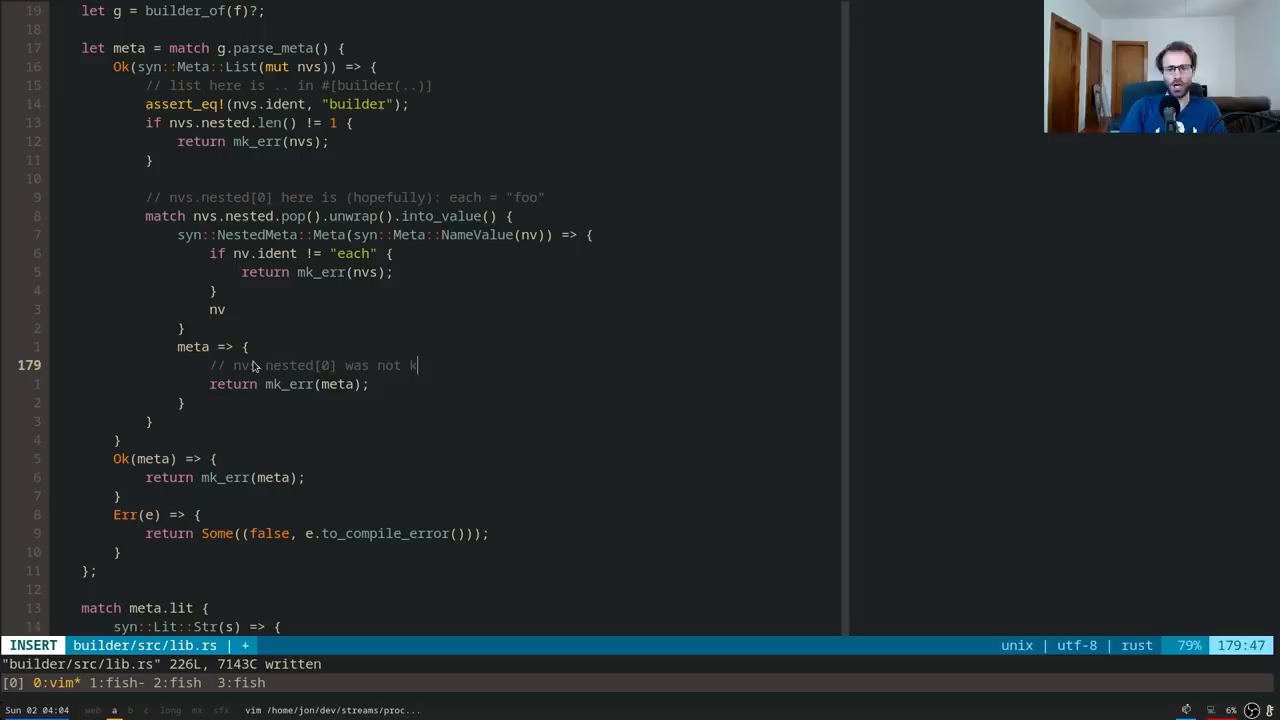 19 let g = builder_of(f)?;
18
17 let meta = match g.parse_meta() {
16 Ok(syn::Meta::List(mut nvs)) => {
15 // list here is .. in #[builder(..)]
14 assert_eq!(nvs.ident, "builder");
13 if nvs.nested.len() != 1 {
12 return mk_err(nvs);
11 }
10
9 // nvs.nested[0] here is (hopefully): each = "foo"
8 match nvs.nested.pop().unwrap().into_value() {
7 syn::NestedMeta::Meta(syn::Meta::NameValue(nv)) => {
6 if nv.ident != "each" {
5 return mk_err(nvs);
4 }
3 nv
2 }
1 meta => {
179 // nvs.nested[0] was not k
1 return mk_err(meta);
2 }
3 }
4 }
5 Ok(meta) => {
6 return mk_err(meta);
7 }
8 Err(e) => {
9 return Some((false, e.to_compile_error()));
10 }
11 };
12
13 match meta.lit {
14 syn::Lit::Str(s) => {
INSERT builder/src/lib.rs | + unix | utf-8 | rust 79% 179:47
"builder/src/lib.rs" 226L, 7143C written
[0] 0:vim* 1:fish- 2:fish 3:fish
Sun 02 04:04 web a b c long mx sfx vim /home/jon/dev/streams/proc... 6%